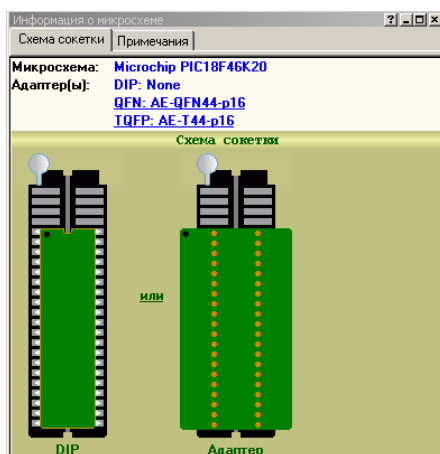 Информация о микросхеме
Схема сокетки Примечания
Микросхема: Microchip PIC18F46K20
Адаптер(ы): DIP: None
QFN: AE-QFN44-p16
TQFP: AE-T44-p16
Схема сокетки
или
DIP Адаптер